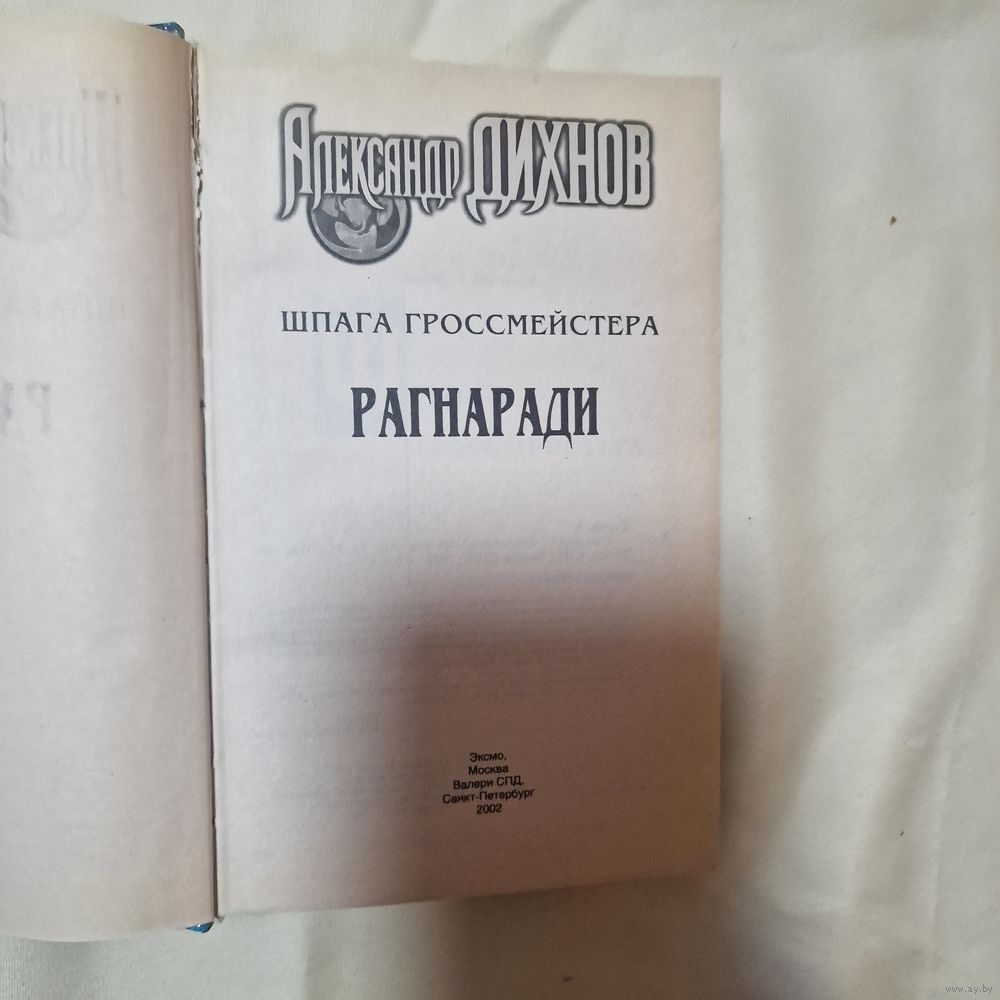 Александр ДИХНОВ
ШПАГА ГРОССМЕЙСТЕРА
РАГНАРАДИ
Эксмо,
Москва
Валери СПД,
Санкт-Петербург
2002
www.ay.by